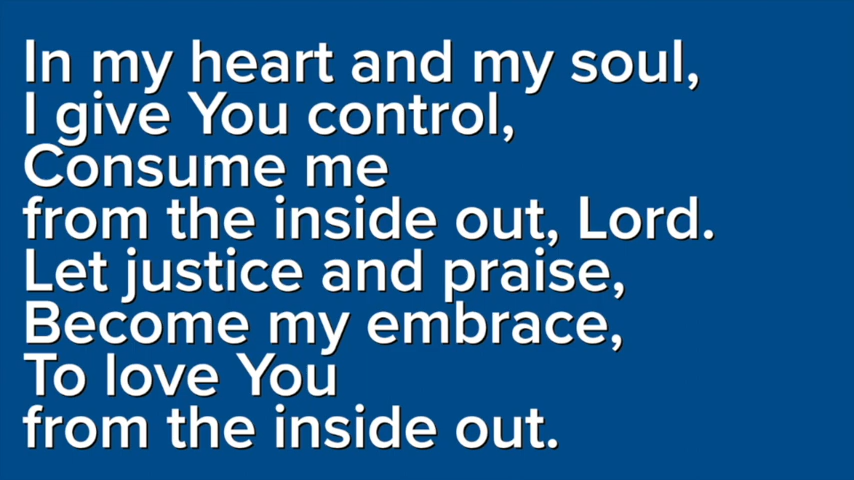 In my heart and my soul,
I give You control,
Consume me
from the inside out, Lord.
Let justice and praise,
Become my embrace,
To love You
from the inside out.